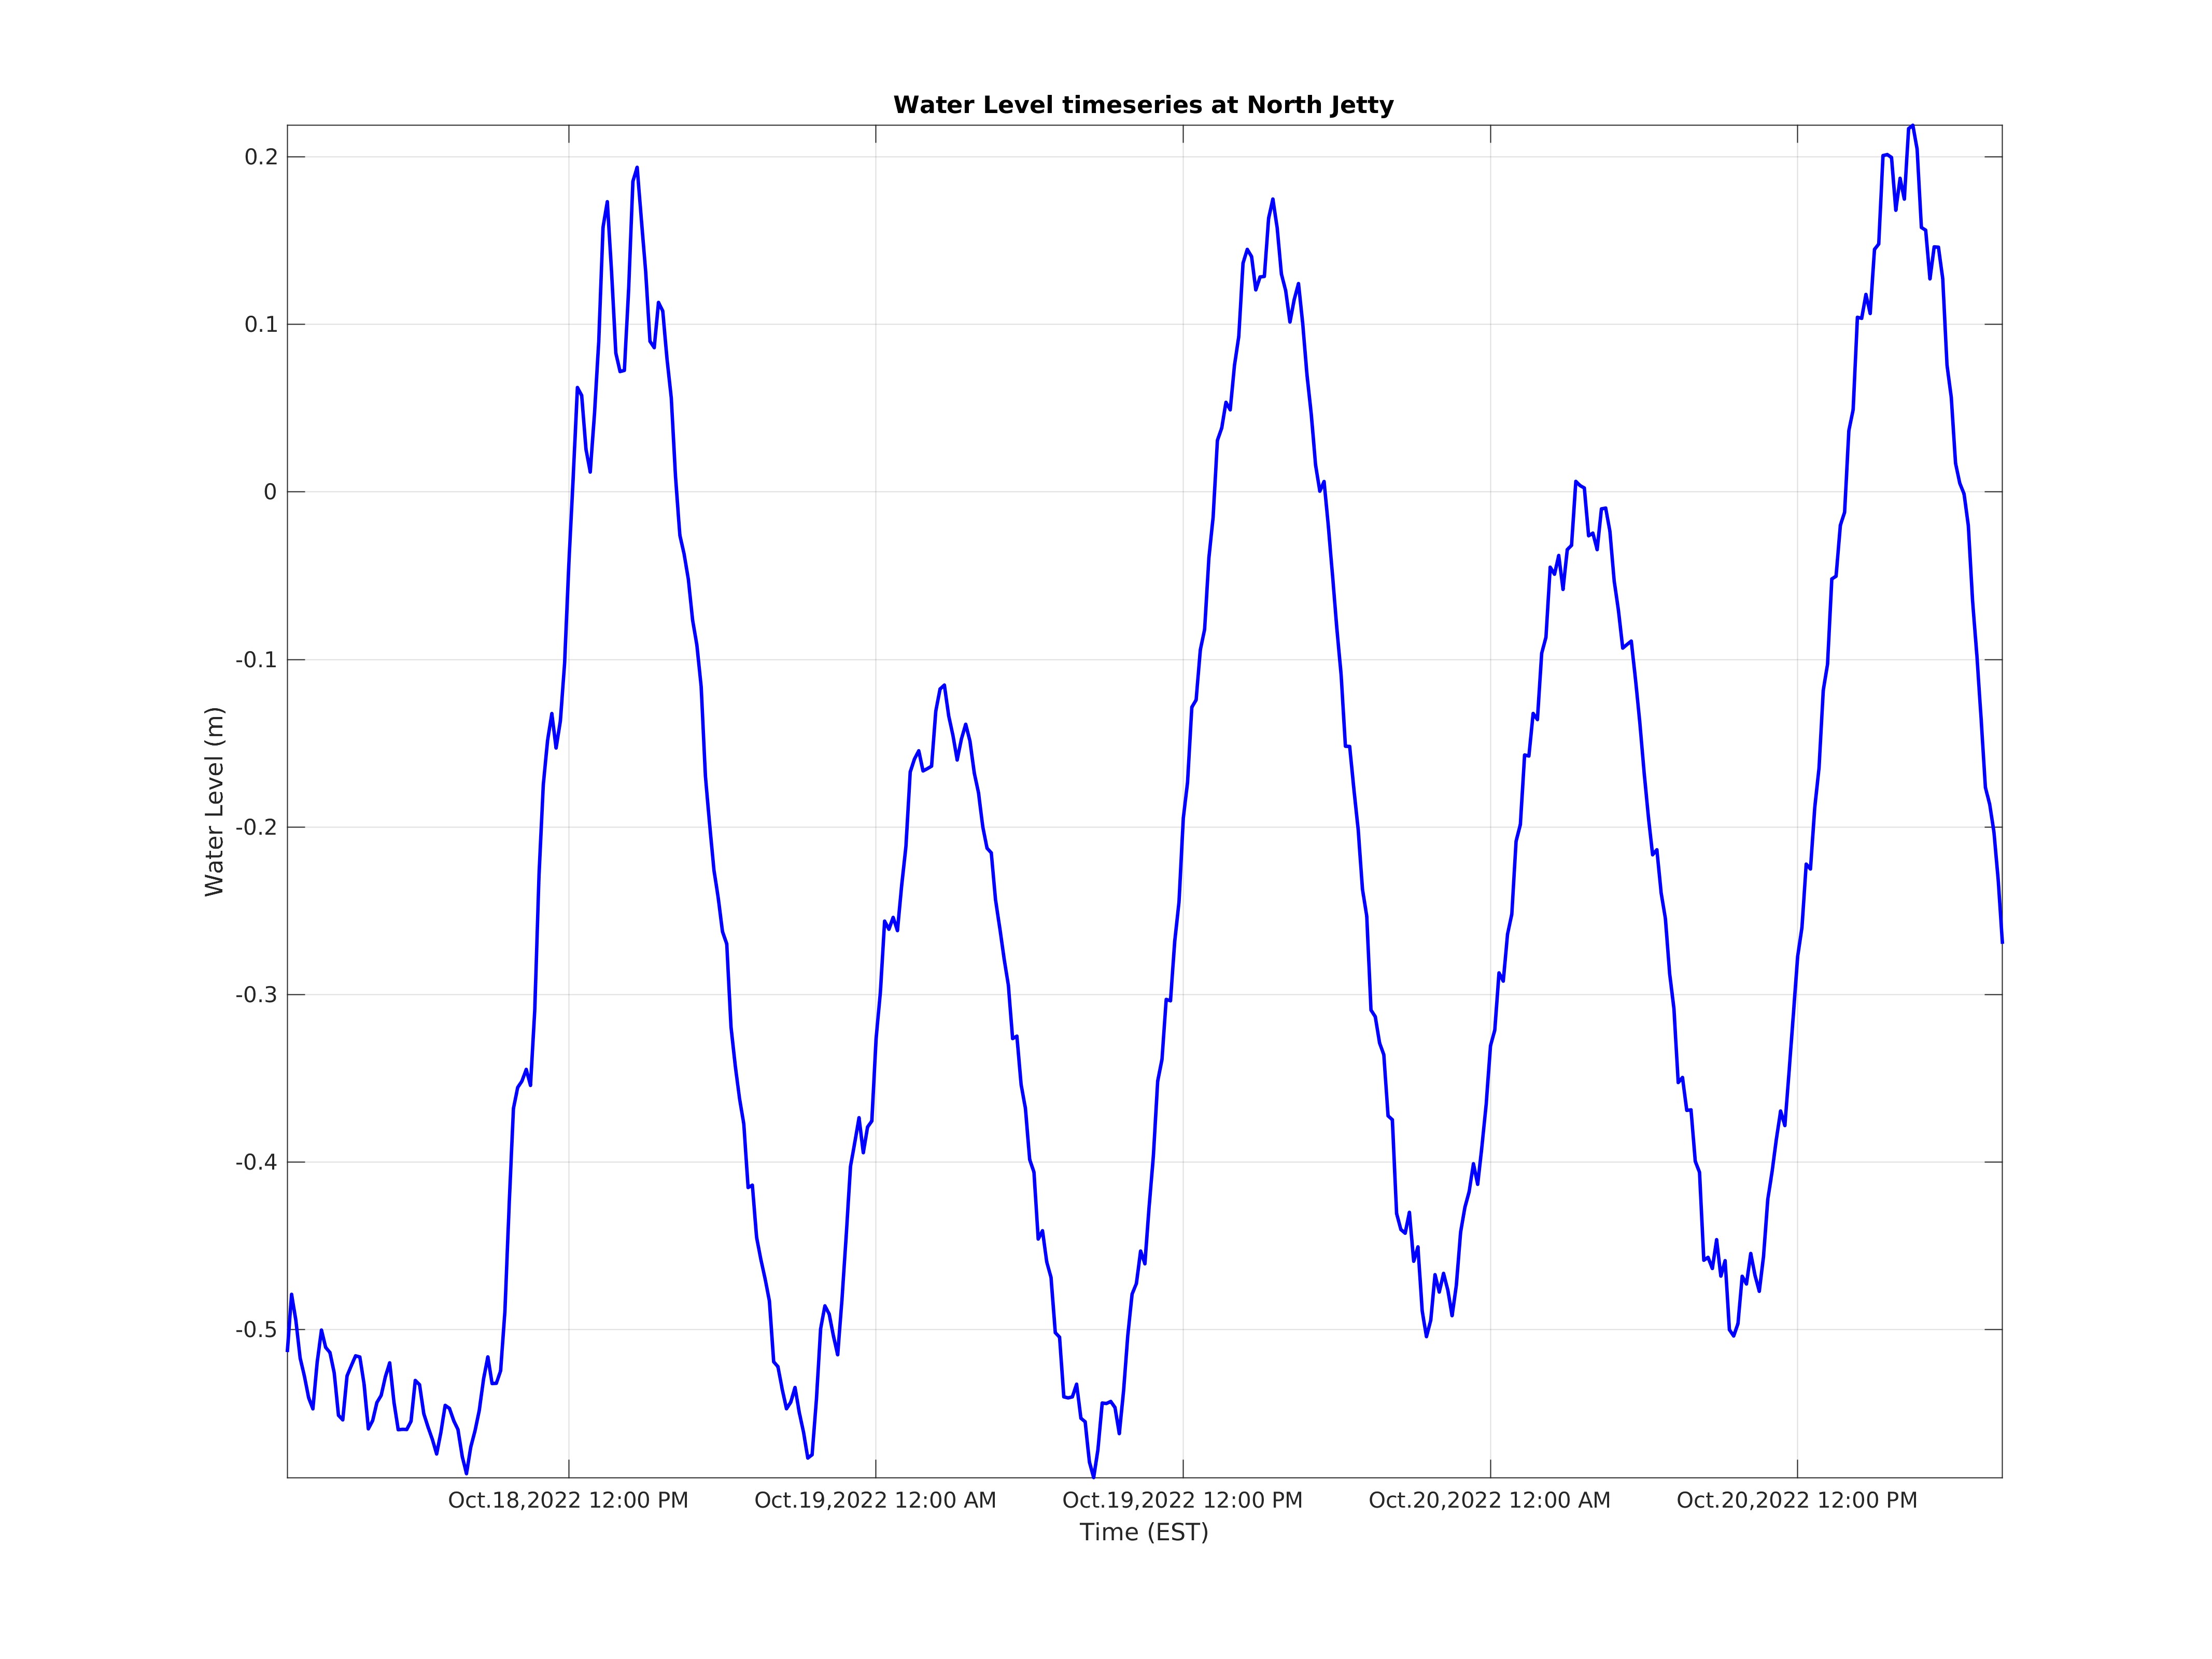 Water Level timeseries at North Jetty
0.2
0.1
0
-0.1
-0.2
-0.3
-0.4
-0.5
Water Level (m)
Oct.18,2022 12:00 PM Oct.19,2022 12:00 AM Oct.19,2022 12:00 PM Oct.20,2022 12:00 AM Oct.20,2022 12:00 PM
Time (EST)